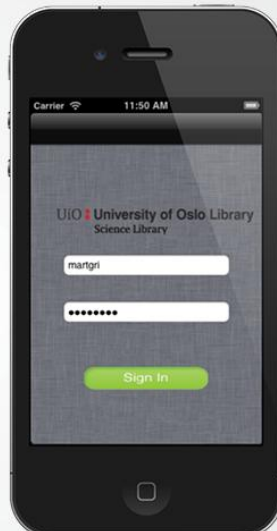 Carrier 11:50 AM
UiO : University of Oslo Library
Science Library
martgri
••••••••
Sign In